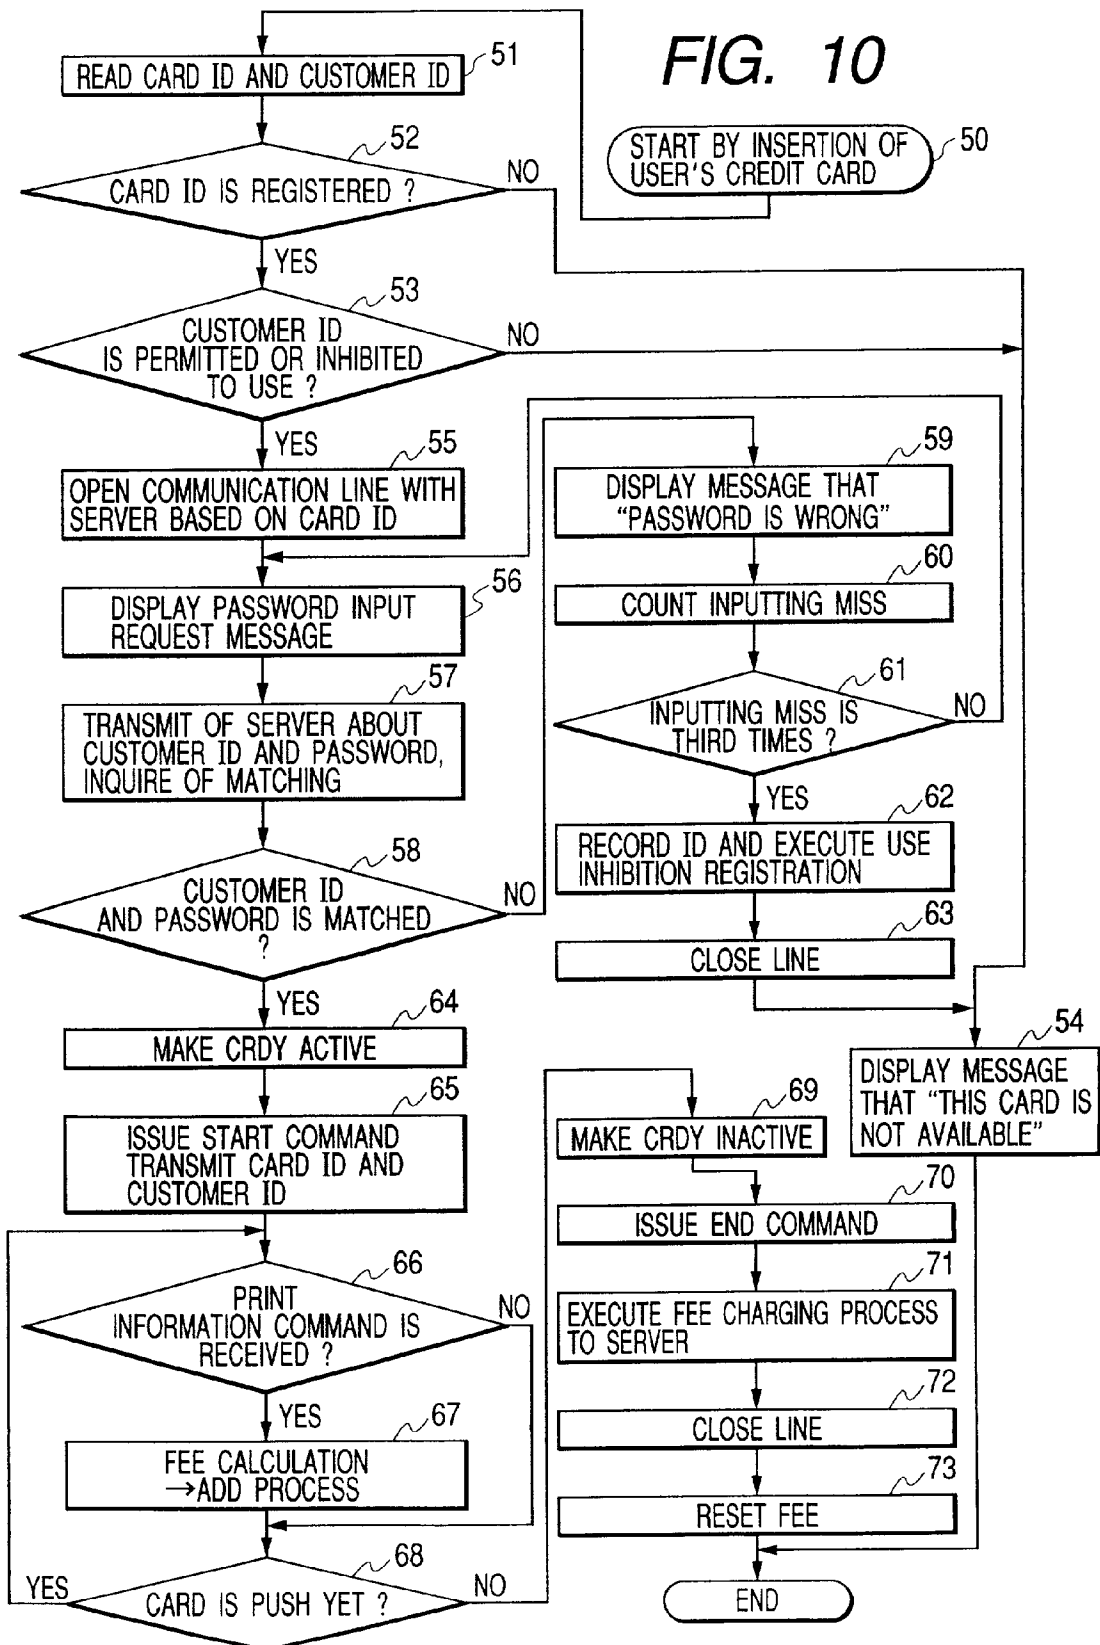 FIG. 10
START BY INSERTION OF
USER'S CREDIT CARD
50
READ CARD ID AND CUSTOMER ID
51
52
CARD ID IS REGISTERED ?
NO
YES
53
CUSTOMER ID
IS PERMITTED OR INHIBITED
TO USE ?
NO
YES
55
OPEN COMMUNICATION LINE WITH
SERVER BASED ON CARD ID
56
DISPLAY PASSWORD INPUT
REQUEST MESSAGE
57
TRANSMIT OF SERVER ABOUT
CUSTOMER ID AND PASSWORD,
INQUIRE OF MATCHING
58
CUSTOMER ID
AND PASSWORD IS MATCHED
?
NO
YES
59
DISPLAY MESSAGE THAT
“PASSWORD IS WRONG”
60
COUNT INPUTTING MISS
61
INPUTTING MISS IS
THIRD TIMES ?
NO
YES
62
RECORD ID AND EXECUTE USE
INHIBITION REGISTRATION
63
CLOSE LINE
54
DISPLAY MESSAGE
THAT “THIS CARD IS
NOT AVAILABLE”
64
MAKE CRDY ACTIVE
65
ISSUE START COMMAND
TRANSMIT CARD ID AND
CUSTOMER ID
66
PRINT
INFORMATION COMMAND IS
RECEIVED ?
NO
YES
67
FEE CALCULATION
→ADD PROCESS
68
CARD IS PUSH YET ?
YES
NO
69
MAKE CRDY INACTIVE
70
ISSUE END COMMAND
71
EXECUTE FEE CHARGING PROCESS
TO SERVER
72
CLOSE LINE
73
RESET FEE
END